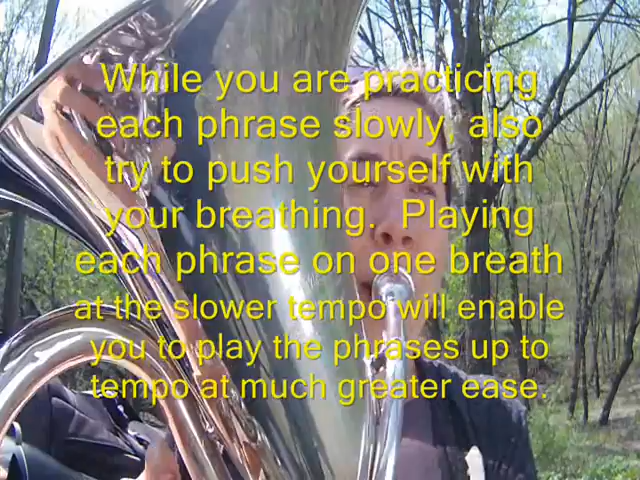 While you are practicing
each phrase slowly, also
try to push yourself with
your breathing.  Playing
each phrase on one breath
at the slower tempo will enable
you to play the phrases up to
tempo at much greater ease.